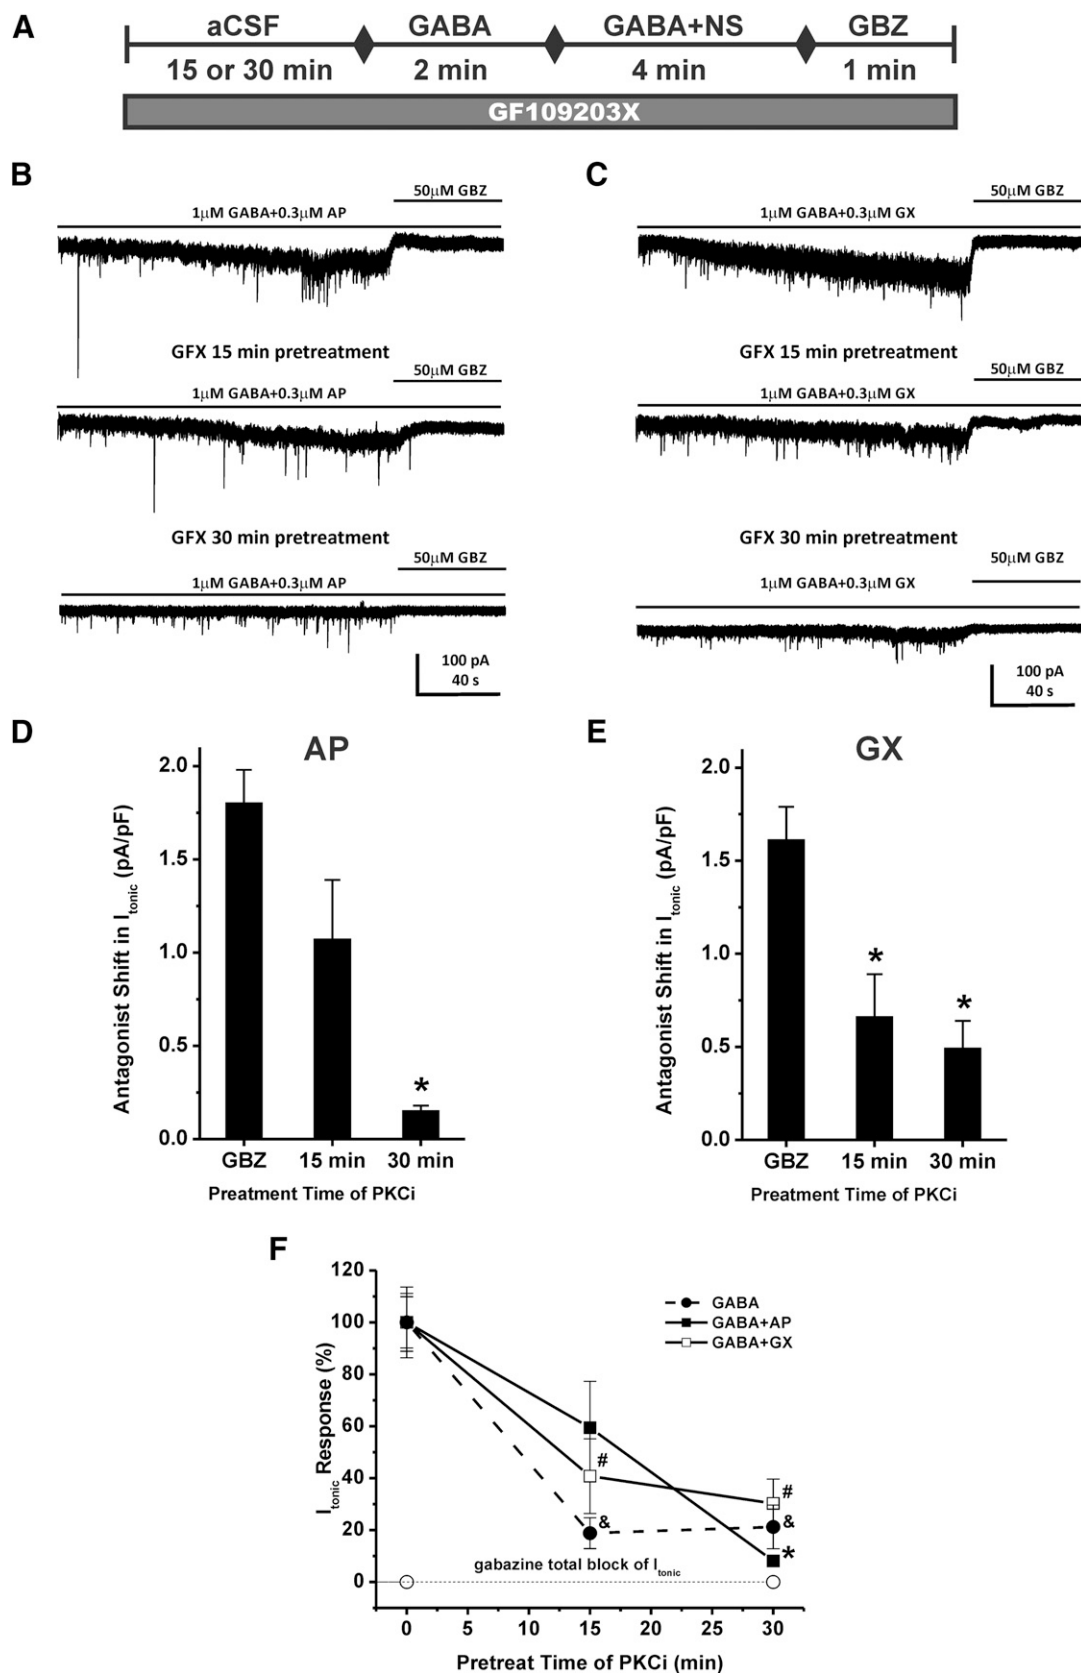 A
aCSF GABA GABA+NS GBZ
15 or 30 min 2 min 4 min 1 min
GF109203X
B
50μM GBZ
1μM GABA+0.3μM AP
GFX 15 min pretreatment
50μM GBZ
1μM GABA+0.3μM AP
GFX 30 min pretreatment
50μM GBZ
1μM GABA+0.3μM AP
100 pA
40 s
C
50μM GBZ
1μM GABA+0.3μM GX
GFX 15 min pretreatment
50μM GBZ
1μM GABA+0.3μM GX
GFX 30 min pretreatment
50μM GBZ
1μM GABA+0.3μM GX
100 pA
40 s
D
AP
Antagonist Shift in Itonic (pA/pF)
2.0
1.5
1.0
0.5
0.0
*
GBZ 15 min 30 min
Preatment Time of PKCi
E
GX
Antagonist Shift in Itonic (pA/pF)
2.0
1.5
1.0
0.5
0.0
* *
GBZ 15 min 30 min
Preatment Time of PKCi
F
Itonic Response (%)
120
100
80
60
40
20
0
GABA
GABA+AP
GABA+GX
# #
& &
*
gabazine total block of Itonic
0 5 10 15 20 25 30
Pretreat Time of PKCi (min)